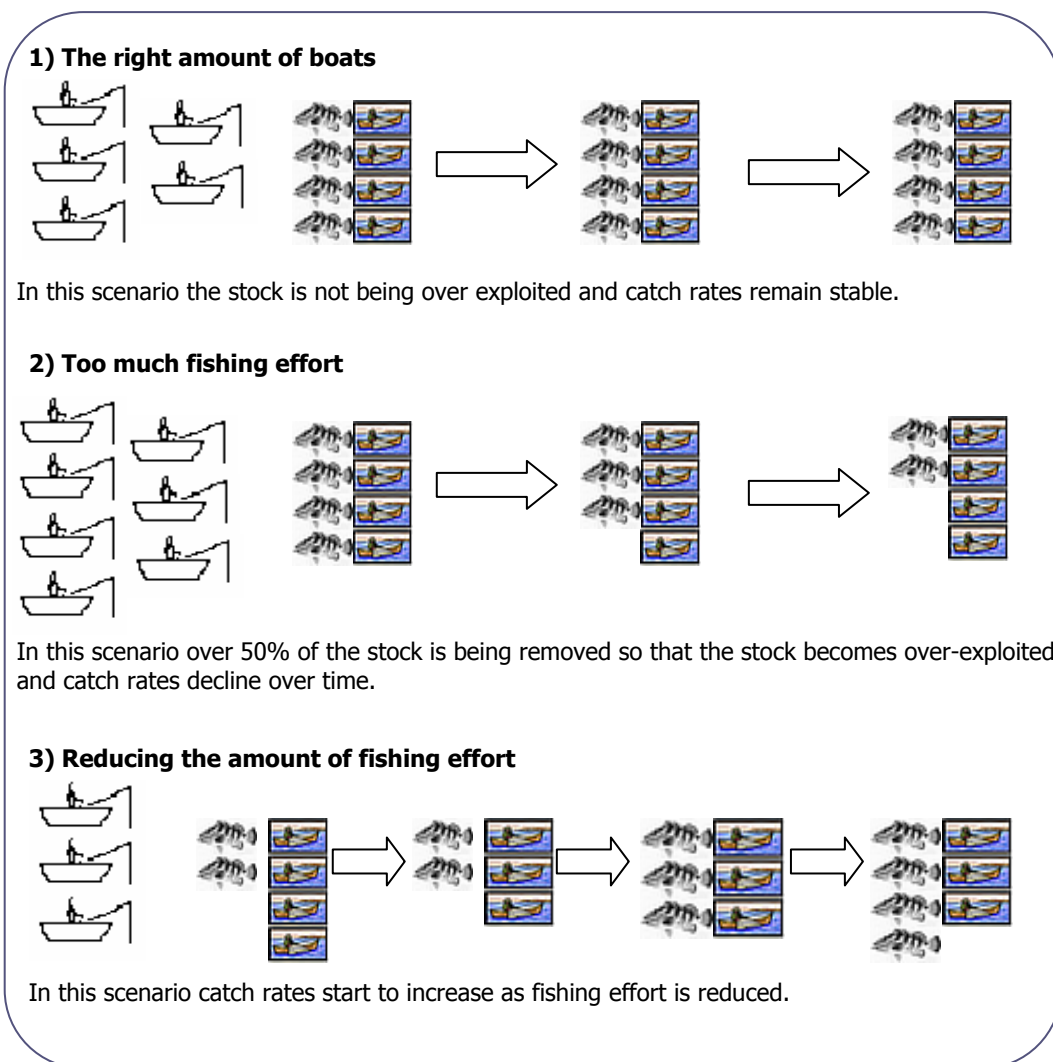 1) The right amount of boats
In this scenario the stock is not being over exploited and catch rates remain stable.
2) Too much fishing effort
In this scenario over 50% of the stock is being removed so that the stock becomes over-exploited
and catch rates decline over time.
3) Reducing the amount of fishing effort
In this scenario catch rates start to increase as fishing effort is reduced.